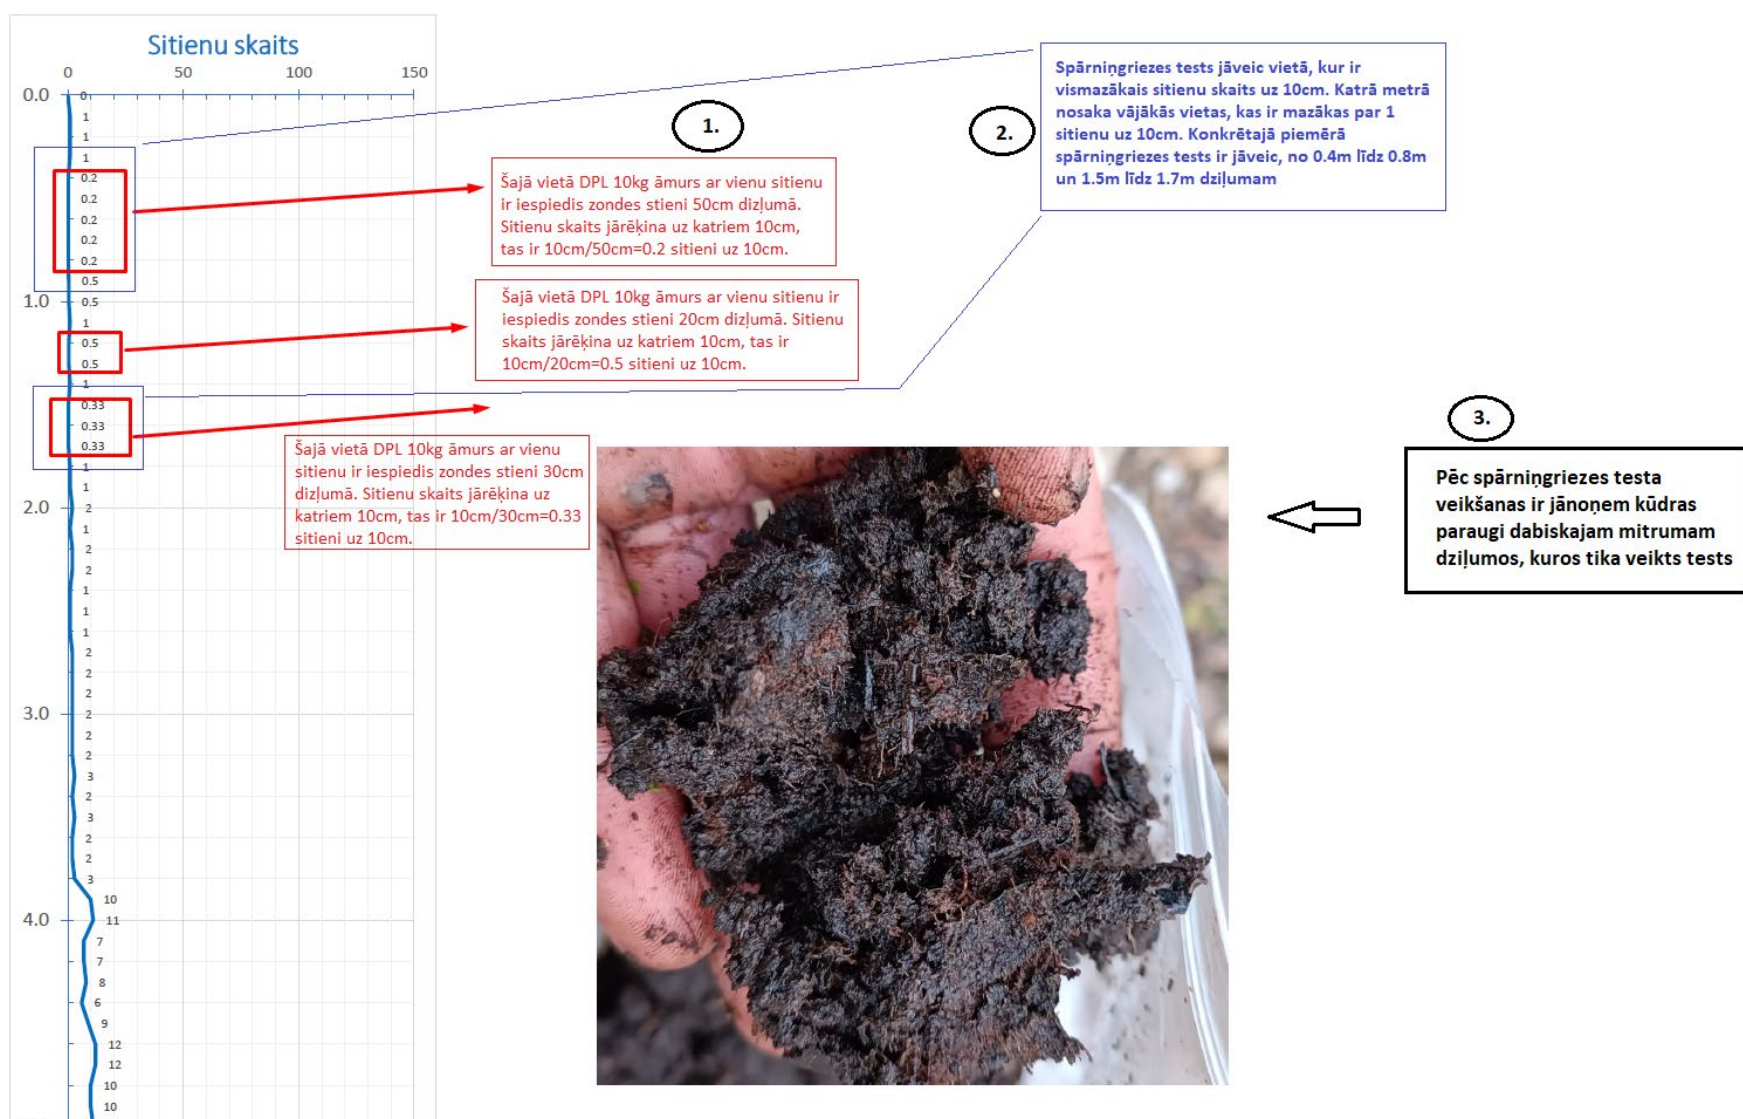 Sitienu skaits
0 50 100 150
0.0
0
1
1
1
0.2
0.2
0.2
0.2
0.2
0.5
1.0
0.5
1
0.5
0.5
1
0.33
0.33
0.33
1
1
2.0
2
1
2
2
1
1
1
2
2
2
3.0
2
2
2
3
2
3
2
2
3
10
4.0
11
7
7
8
6
9
12
12
10
10
1.
Šajā vietā DPL 10kg āmurs ar vienu sitienu
ir iespiedis zondes stieni 50cm dizļumā.
Sitienu skaits jārēķina uz katriem 10cm,
tas ir 10cm/50cm=0.2 sitieni uz 10cm.
Šajā vietā DPL 10kg āmurs ar vienu sitienu ir
iespiedis zondes stieni 20cm dizļumā. Sitienu
skaits jārēķina uz katriem 10cm, tas ir
10cm/20cm=0.5 sitieni uz 10cm.
Šajā vietā DPL 10kg āmurs ar vienu
sitienu ir iespiedis zondes stieni 30cm
dizļumā. Sitienu skaits jārēķina uz
katriem 10cm, tas ir 10cm/30cm=0.33
sitieni uz 10cm.
2.
Spārniņgriezes tests jāveic vietā, kur ir
vismazākais sitienu skaits uz 10cm. Katrā metrā
nosaka vājākās vietas, kas ir mazākas par 1
sitienu uz 10cm. Konkrētajā piemērā
spārniņgriezes tests ir jāveic, no 0.4m līdz 0.8m
un 1.5m līdz 1.7m dziļumam
3.
Pēc spārniņgriezes testa
veikšanas ir jānoņem kūdras
paraugi dabiskajam mitrumam
dziļumos, kuros tika veikts tests